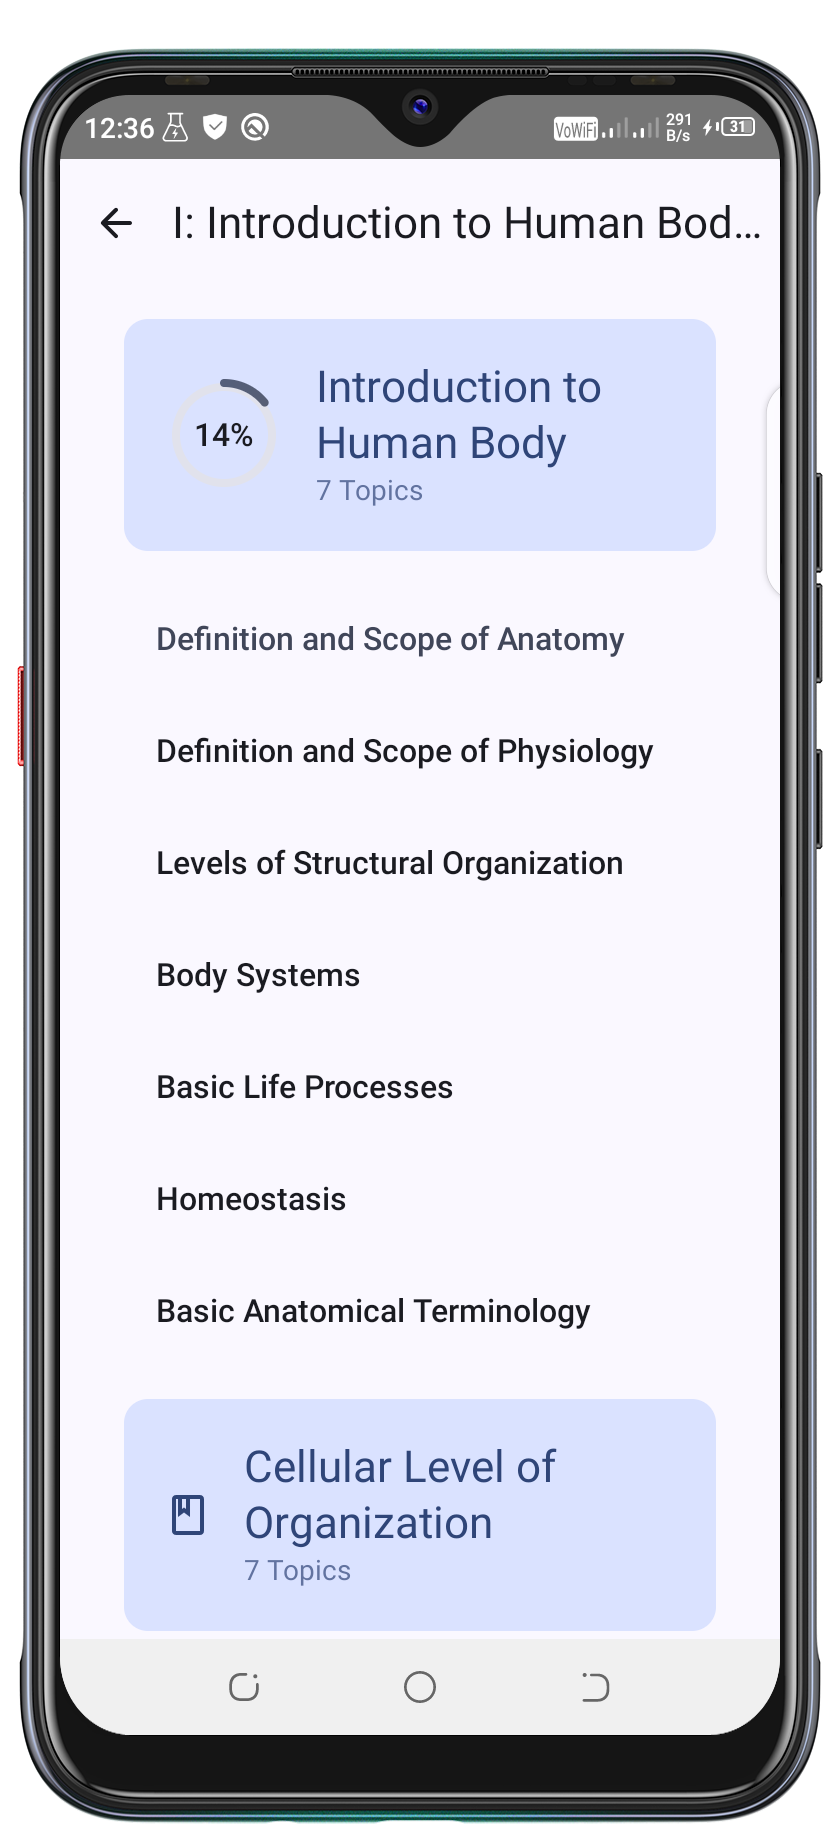 12:36 VoWiFi 291 B/s 31
I: Introduction to Human Bod...
14%
Introduction to
Human Body
7 Topics
Definition and Scope of Anatomy
Definition and Scope of Physiology
Levels of Structural Organization
Body Systems
Basic Life Processes
Homeostasis
Basic Anatomical Terminology
Cellular Level of
Organization
7 Topics